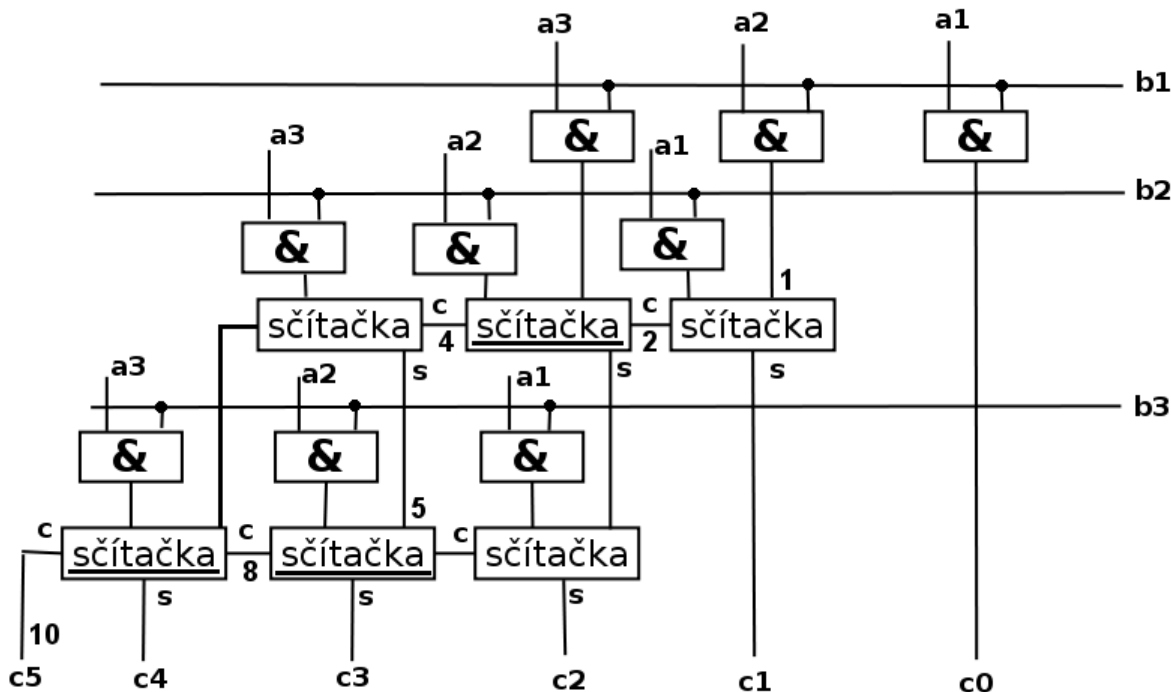 a3 a2 a1
b1
& & &
a3 a2 a1
b2
& & &
1
sčítačka c 4 sčítačka c 2 sčítačka
s s s
a3 a2 a1
b3
& & &
5
c sčítačka c 8 sčítačka c sčítačka
s s s
10
c5 c4 c3 c2 c1 c0